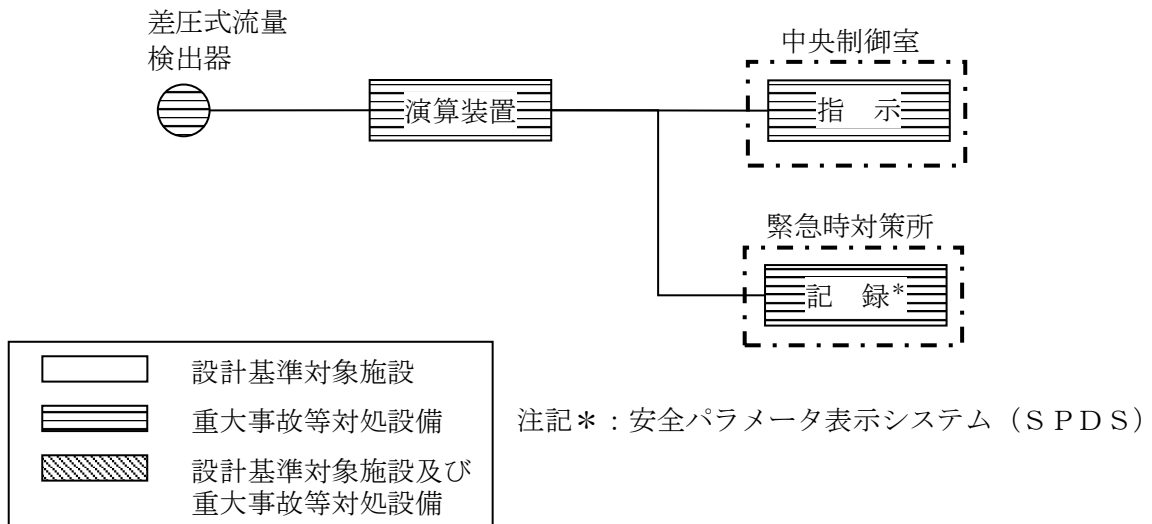 差圧式流量
検出器
演算装置
中央制御室
指　示
緊急時対策所
記　録*
設計基準対象施設
重大事故等対処設備
設計基準対象施設及び
重大事故等対処設備
注記＊：安全パラメータ表示システム（ＳＰＤＳ）